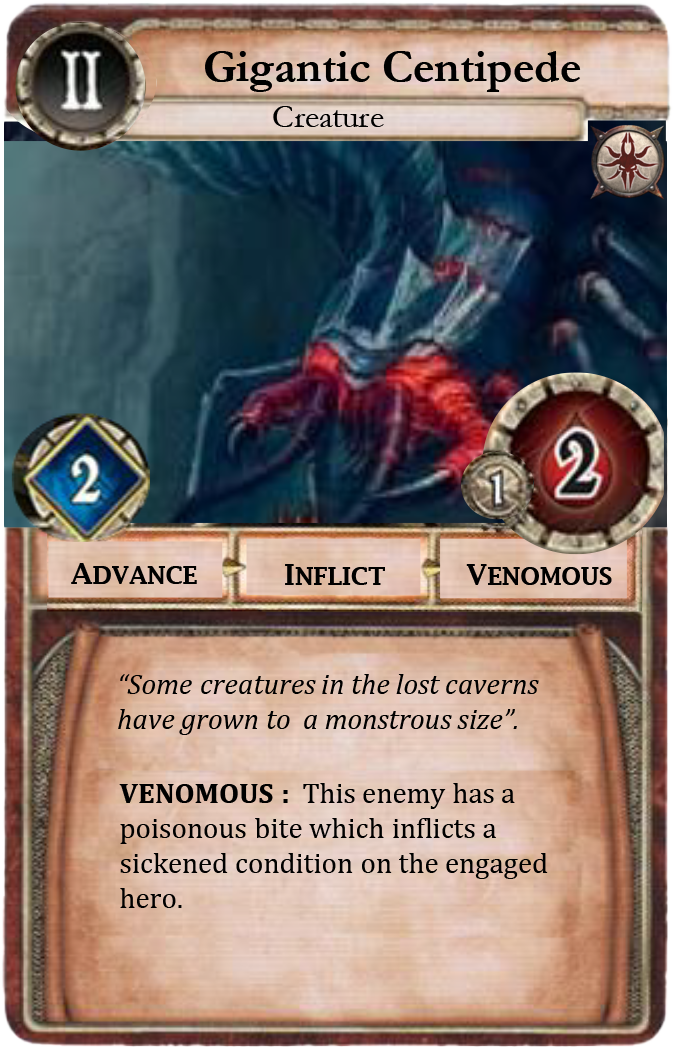 II
Gigantic Centipede
Creature
2
1
2
ADVANCE
INFLICT
VENOMOUS
“Some creatures in the lost caverns
have grown to a monstrous size”.
VENOMOUS : This enemy has a
poisonous bite which inflicts a
sickened condition on the engaged
hero.